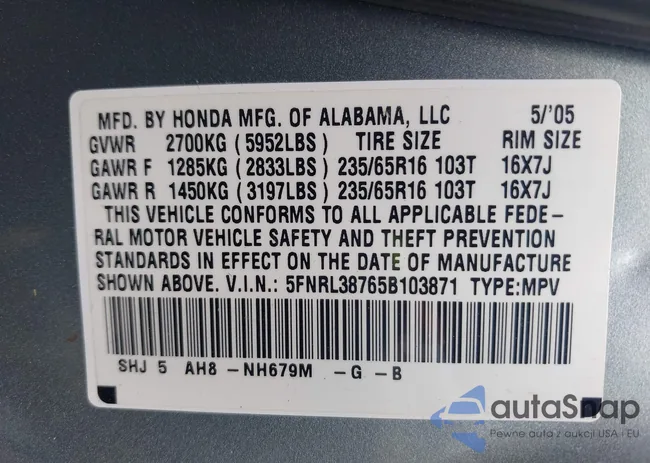 MFD. BY HONDA MFG. OF ALABAMA, LLC 5/'05
GVWR 2700KG (5952LBS) TIRE SIZE RIM SIZE
GAWR F 1285KG (2833LBS) 235/65R16 103T 16X7J
GAWR R 1450KG (3197LBS) 235/65R16 103T 16X7J
THIS VEHICLE CONFORMS TO ALL APPLICABLE FEDE-
RAL MOTOR VEHICLE SAFETY AND THEFT PREVENTION
STANDARDS IN EFFECT ON THE DATE OF MANUFACTURE
SHOWN ABOVE. V.I.N.: 5FNRL38765B103871 TYPE:MPV
SHJ 5 AH8 -NH679M -G -B
autaSnap
Pewne auta z aukcji USA i EU